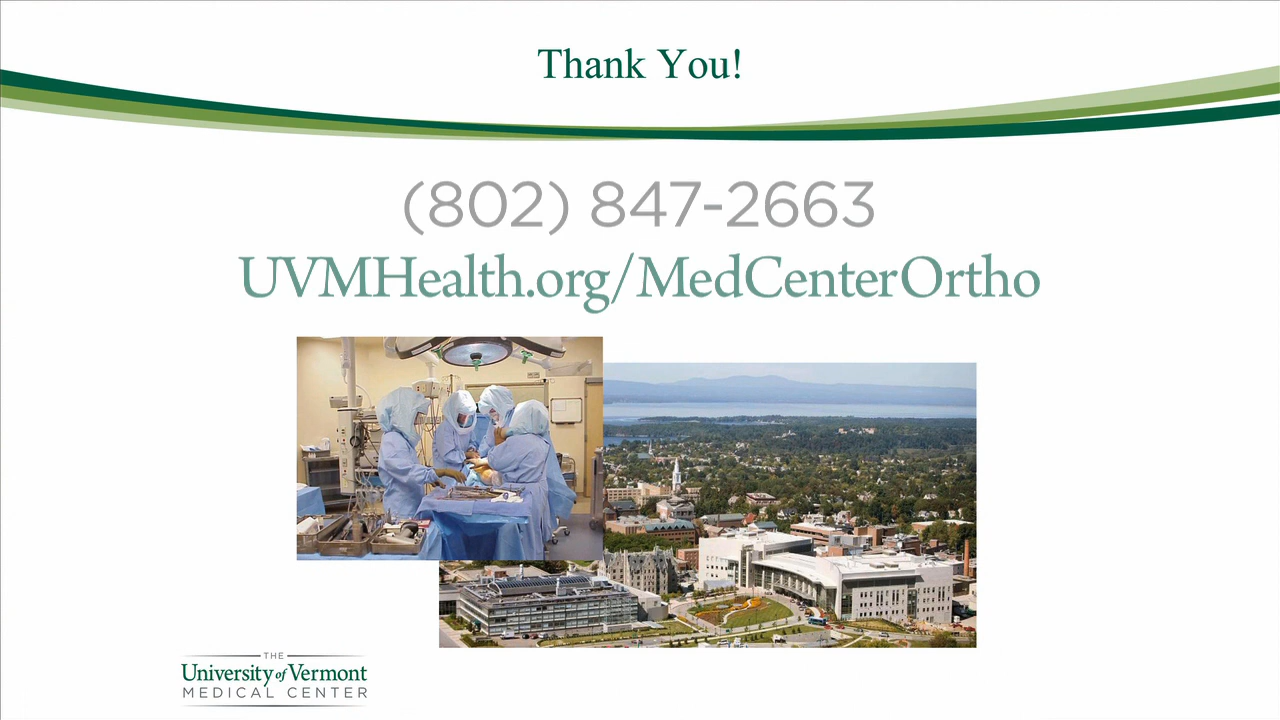 Thank You!
(802) 847-2663
UVMHealth.org/MedCenterOrtho
THE
University of Vermont
MEDICAL CENTER